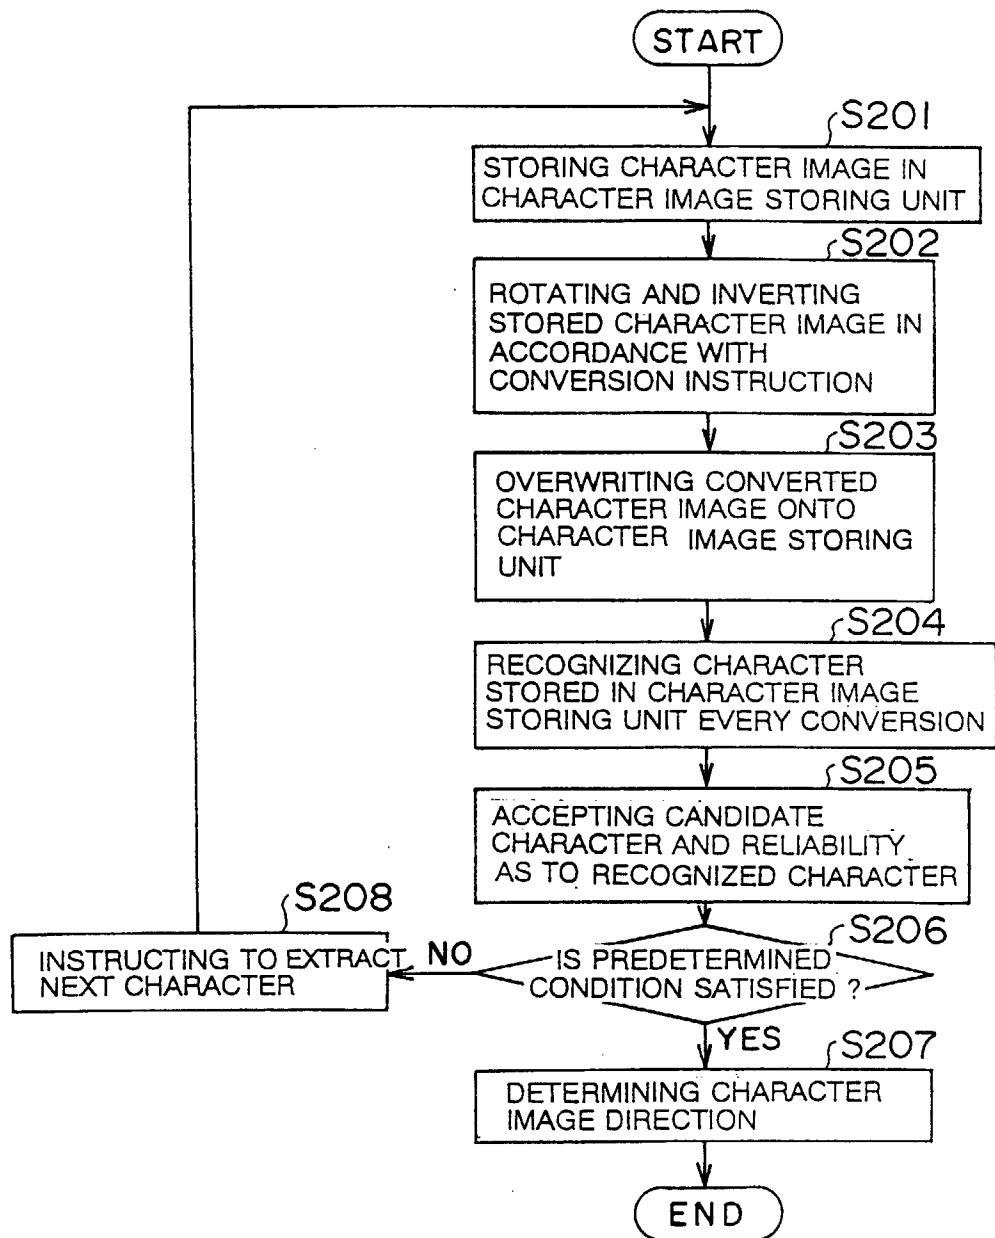 START
S201
STORING CHARACTER IMAGE IN
CHARACTER IMAGE STORING UNIT
S202
ROTATING AND INVERTING
STORED CHARACTER IMAGE IN
ACCORDANCE WITH
CONVERSION INSTRUCTION
S203
OVERWRITING CONVERTED
CHARACTER IMAGE ONTO
CHARACTER IMAGE STORING
UNIT
S204
RECOGNIZING CHARACTER
STORED IN CHARACTER IMAGE
STORING UNIT EVERY CONVERSION
S205
ACCEPTING CANDIDATE
CHARACTER AND RELIABILITY
AS TO RECOGNIZED CHARACTER
S206
IS PREDETERMINED
CONDITION SATISFIED ?
NO
S208
INSTRUCTING TO EXTRACT
NEXT CHARACTER
YES
S207
DETERMINING CHARACTER
IMAGE DIRECTION
END